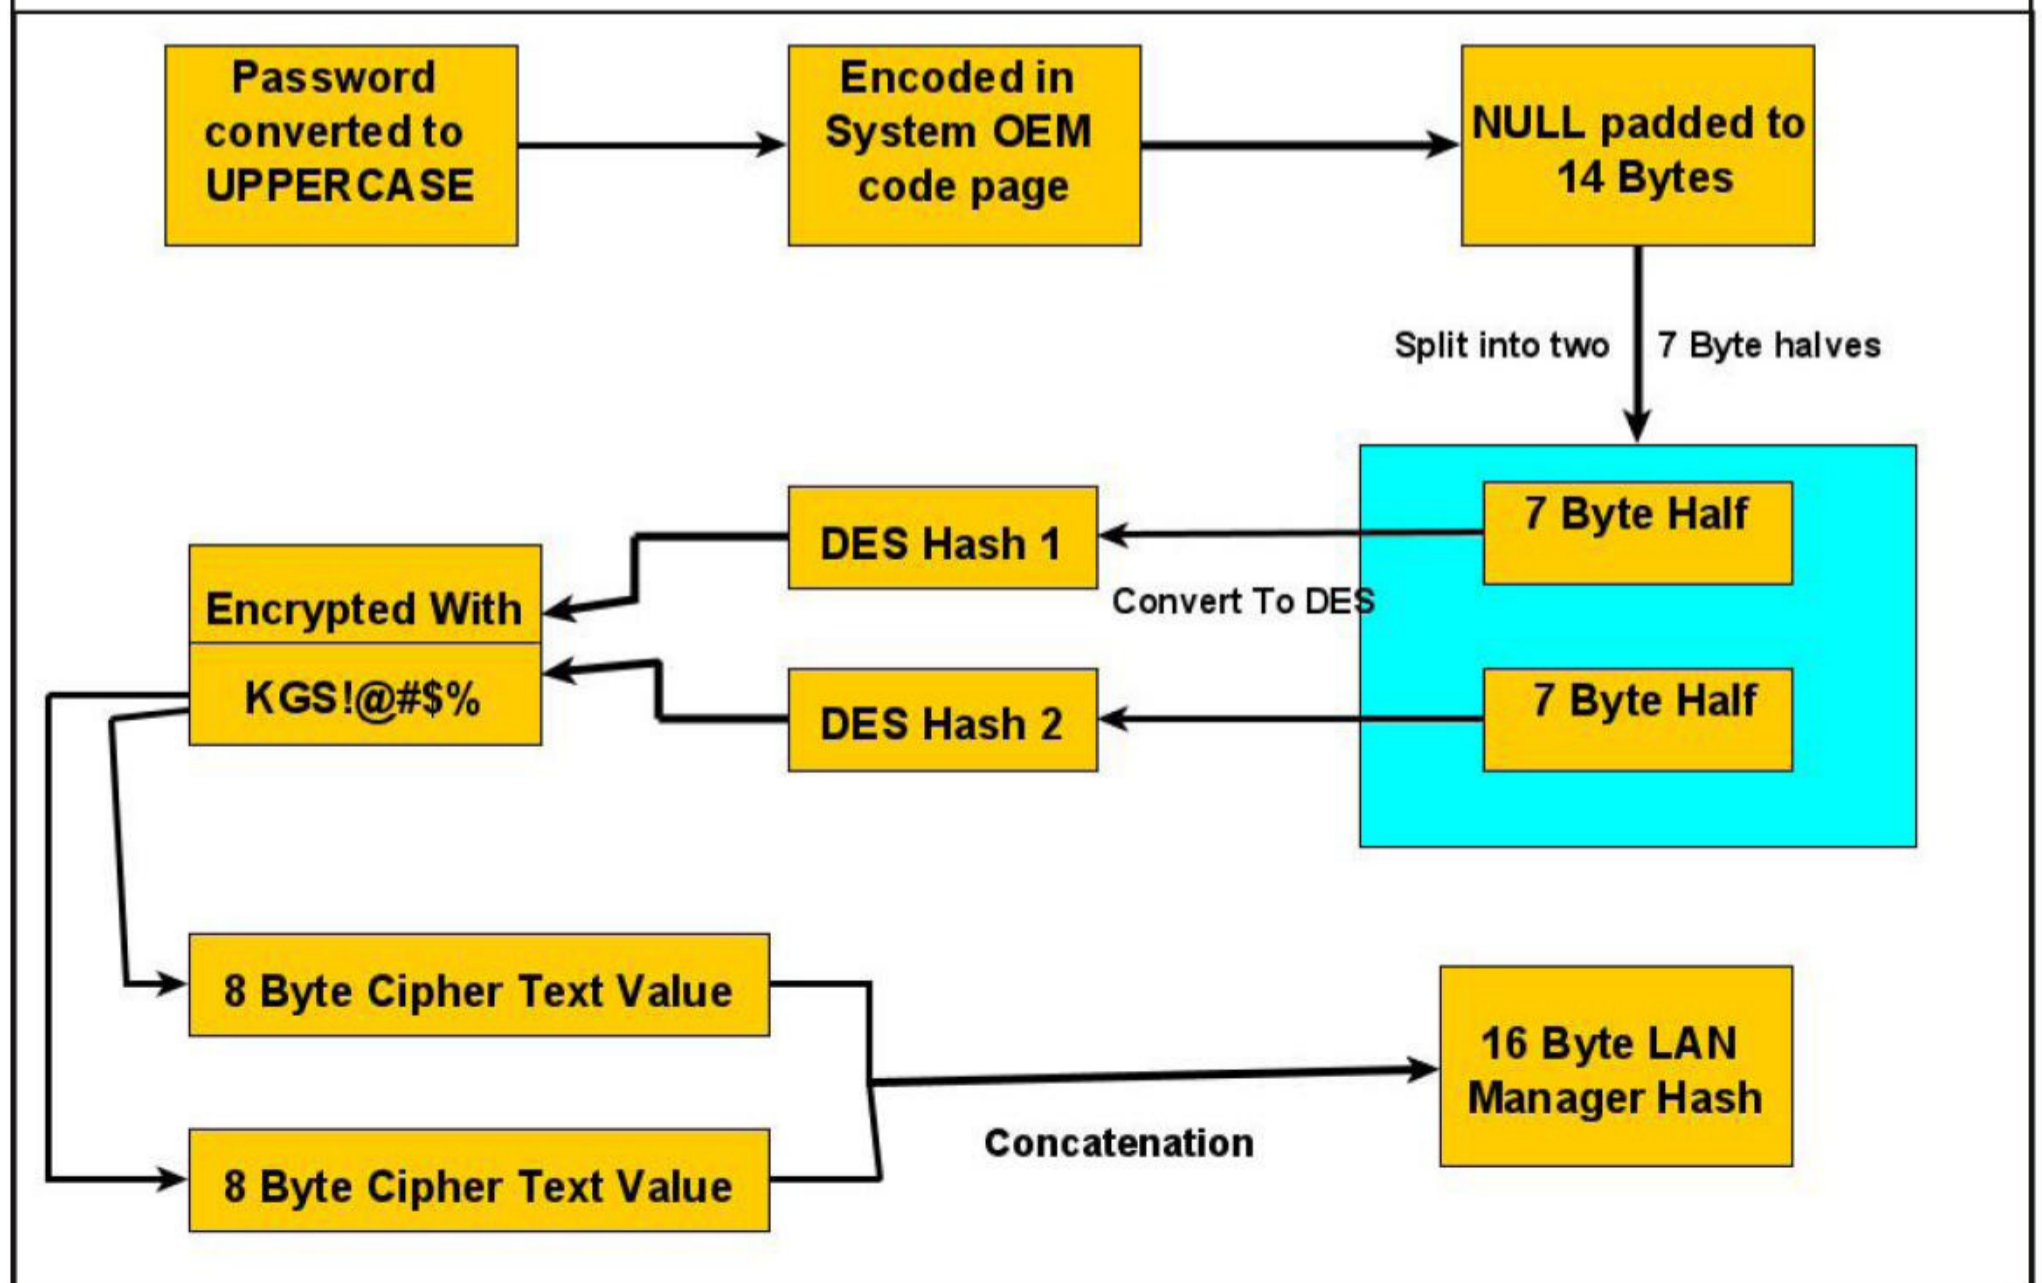 Password
converted to
UPPERCASE
Encoded in
System OEM
code page
NULL padded to
14 Bytes
Split into two
7 Byte halves
7 Byte Half
DES Hash 1
Convert To DES
Encrypted With
KGS!@#$%
7 Byte Half
DES Hash 2
8 Byte Cipher Text Value
16 Byte LAN
Manager Hash
Concatenation
8 Byte Cipher Text Value